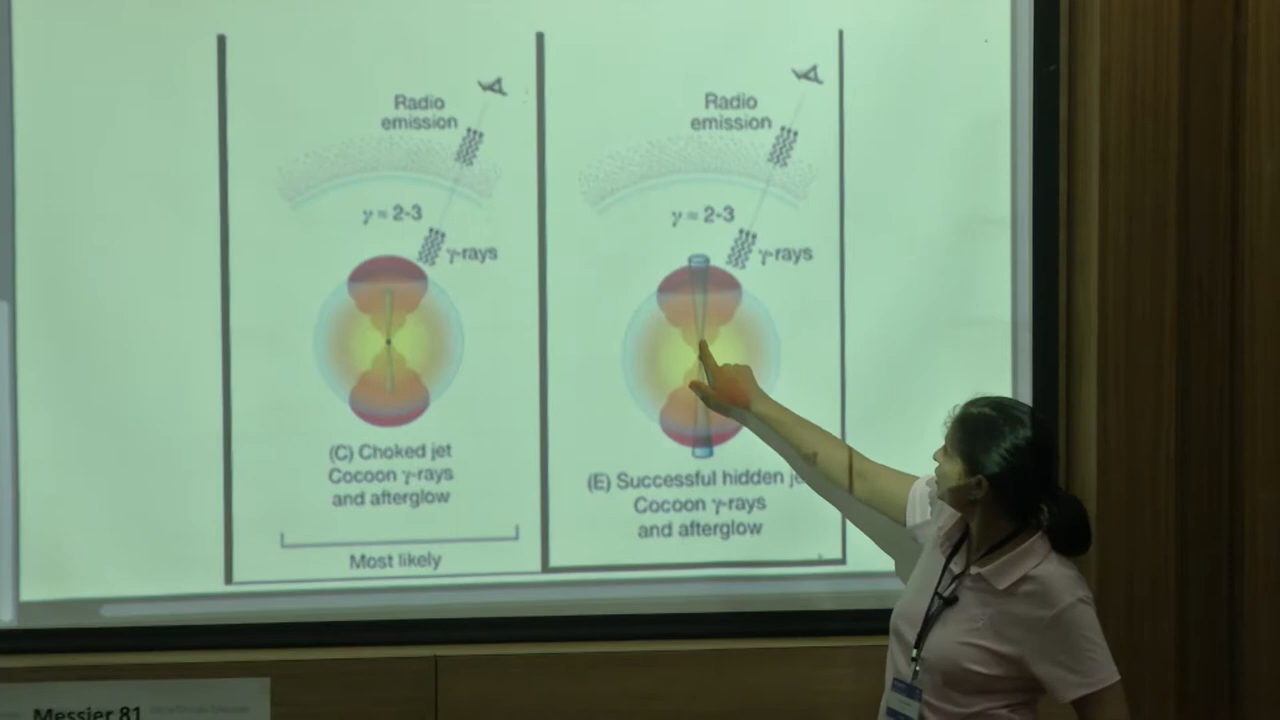 Radio
emission
γ ≈ 2-3
γ-rays
(C) Choked jet
Cocoon γ-rays
and afterglow
Most likely
Radio
emission
γ ≈ 2-3
γ-rays
(E) Successful hidden
Cocoon γ-rays
and afterglow
Messier 81